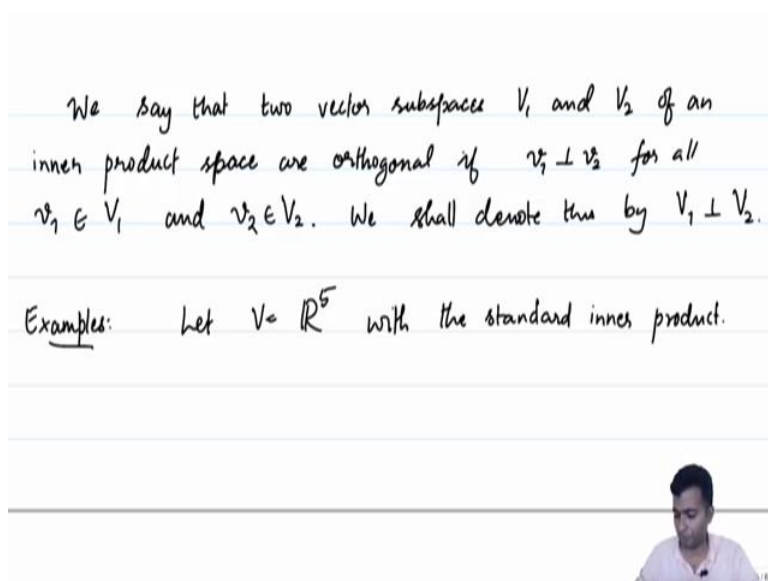 We say that two vector subspaces V₁ and V₂ of an
inner product space are orthogonal if v₁ ⊥ v₂ for all
v₁ ∈ V₁ and v₂ ∈ V₂. We shall denote this by V₁ ⊥ V₂.
Examples: Let V = ℝ⁵ with the standard inner product.